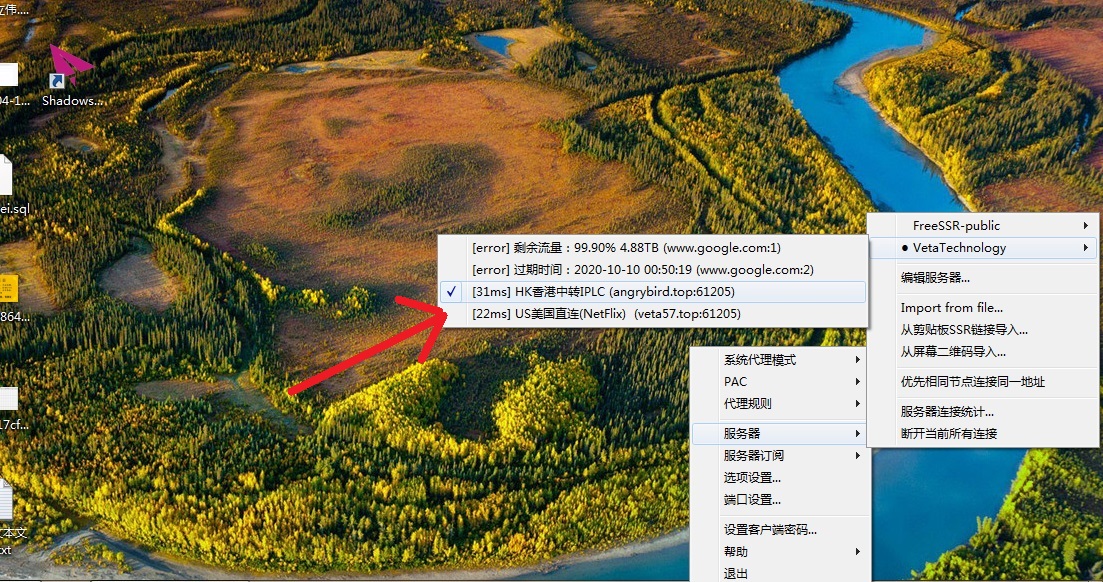 立伟....
04-1...
Shadows...
ei.sql
864...
17cf...
本文
xt
[error] 剩余流量：99.90% 4.88TB (www.google.com:1)
[error] 过期时间：2020-10-10 00:50:19 (www.google.com:2)
[31ms] HK香港中转IPLC (angrybird.top:61205)
[22ms] US美国直连(NetFlix) (veta57.top:61205)
FreeSSR-public
VetaTechnology
编辑服务器...
Import from file...
从剪贴板SSR链接导入...
从屏幕二维码导入...
优先相同节点连接同一地址
服务器连接统计...
断开当前所有连接
系统代理模式
PAC
代理规则
服务器
服务器订阅
选项设置...
端口设置...
设置客户端密码...
帮助
退出